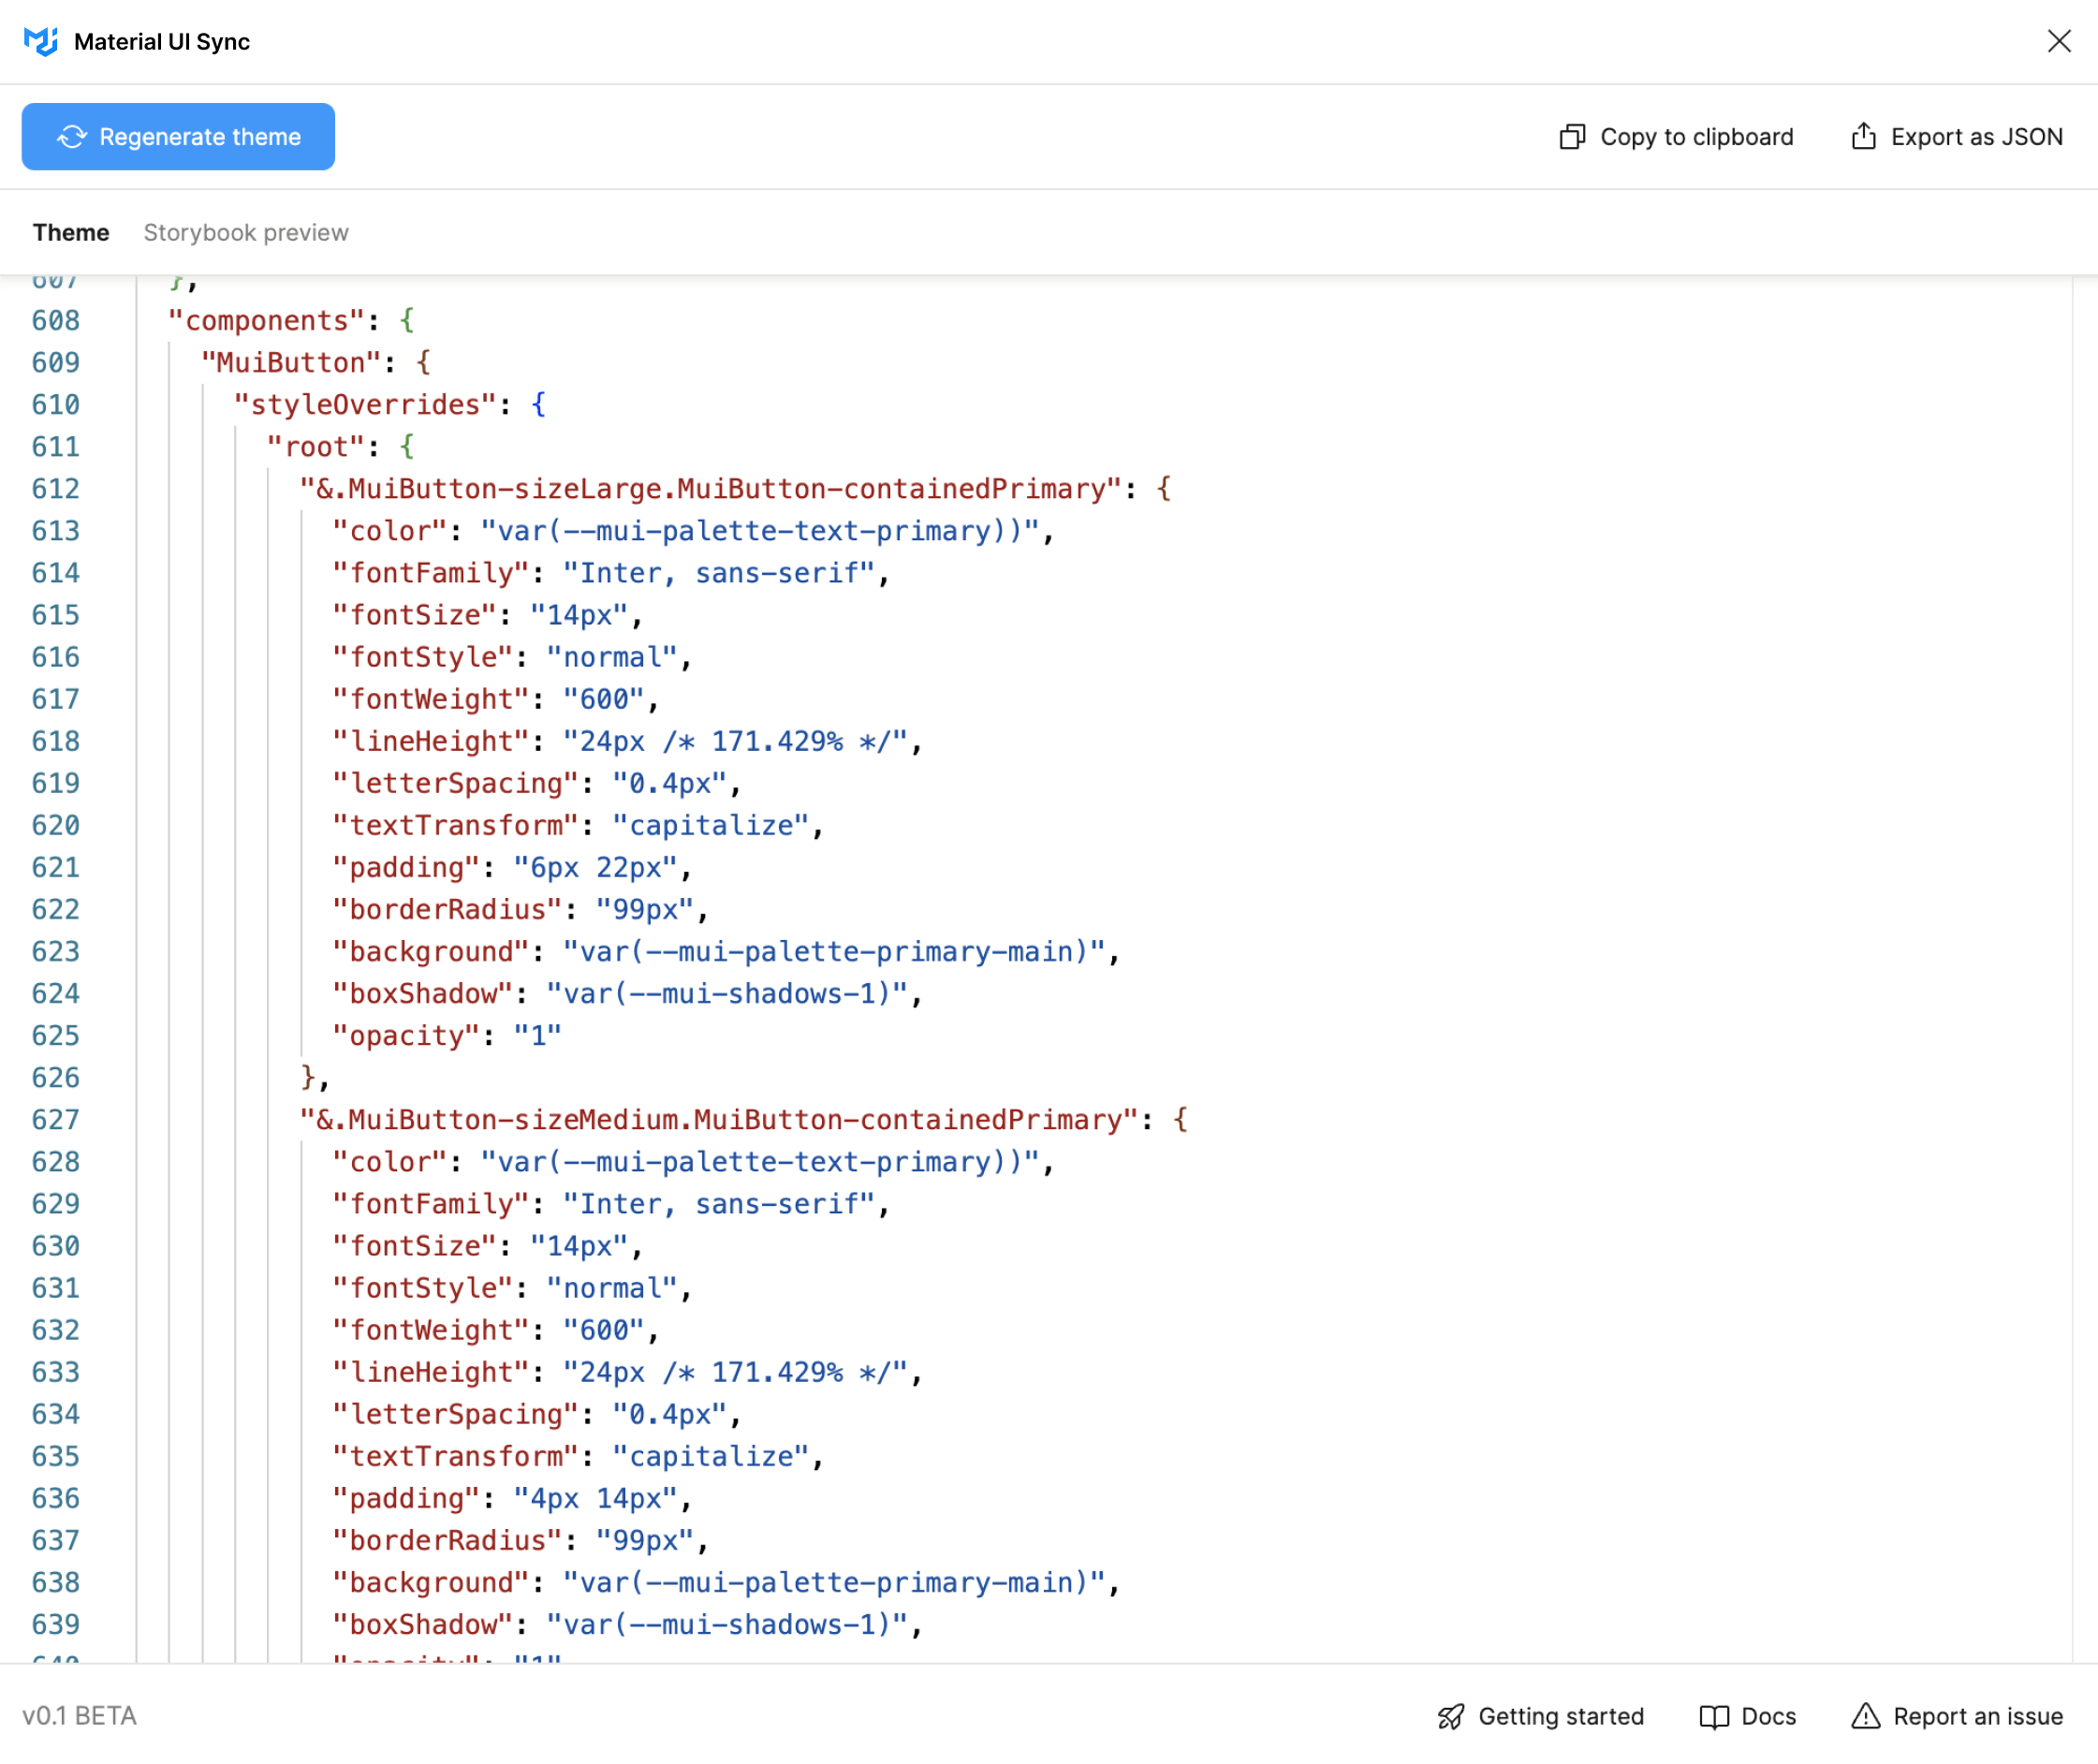 Material UI Sync
Regenerate theme
Copy to clipboard
Export as JSON
Theme
Storybook preview
607 },
608 "components": {
609 "MuiButton": {
610 "styleOverrides": {
611 "root": {
612 "&.MuiButton-sizeLarge.MuiButton-containedPrimary": {
613 "color": "var(--mui-palette-text-primary))",
614 "fontFamily": "Inter, sans-serif",
615 "fontSize": "14px",
616 "fontStyle": "normal",
617 "fontWeight": "600",
618 "lineHeight": "24px /* 171.429% */",
619 "letterSpacing": "0.4px",
620 "textTransform": "capitalize",
621 "padding": "6px 22px",
622 "borderRadius": "99px",
623 "background": "var(--mui-palette-primary-main)",
624 "boxShadow": "var(--mui-shadows-1)",
625 "opacity": "1"
626 },
627 "&.MuiButton-sizeMedium.MuiButton-containedPrimary": {
628 "color": "var(--mui-palette-text-primary))",
629 "fontFamily": "Inter, sans-serif",
630 "fontSize": "14px",
631 "fontStyle": "normal",
632 "fontWeight": "600",
633 "lineHeight": "24px /* 171.429% */",
634 "letterSpacing": "0.4px",
635 "textTransform": "capitalize",
636 "padding": "4px 14px",
637 "borderRadius": "99px",
638 "background": "var(--mui-palette-primary-main)",
639 "boxShadow": "var(--mui-shadows-1)",
640 "opacity": "1"
v0.1 BETA
Getting started
Docs
Report an issue